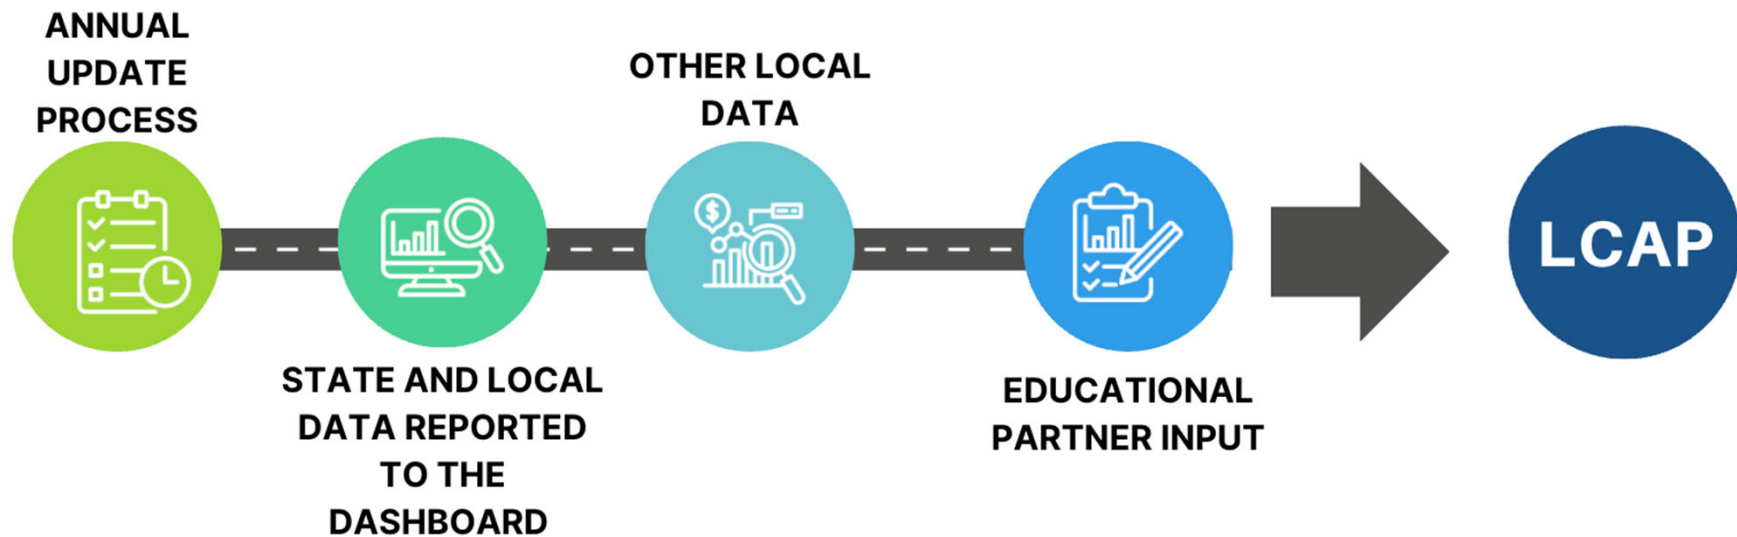 ANNUAL
UPDATE
PROCESS
STATE AND LOCAL
DATA REPORTED
TO THE
DASHBOARD
OTHER LOCAL
DATA
$
EDUCATIONAL
PARTNER INPUT
LCAP